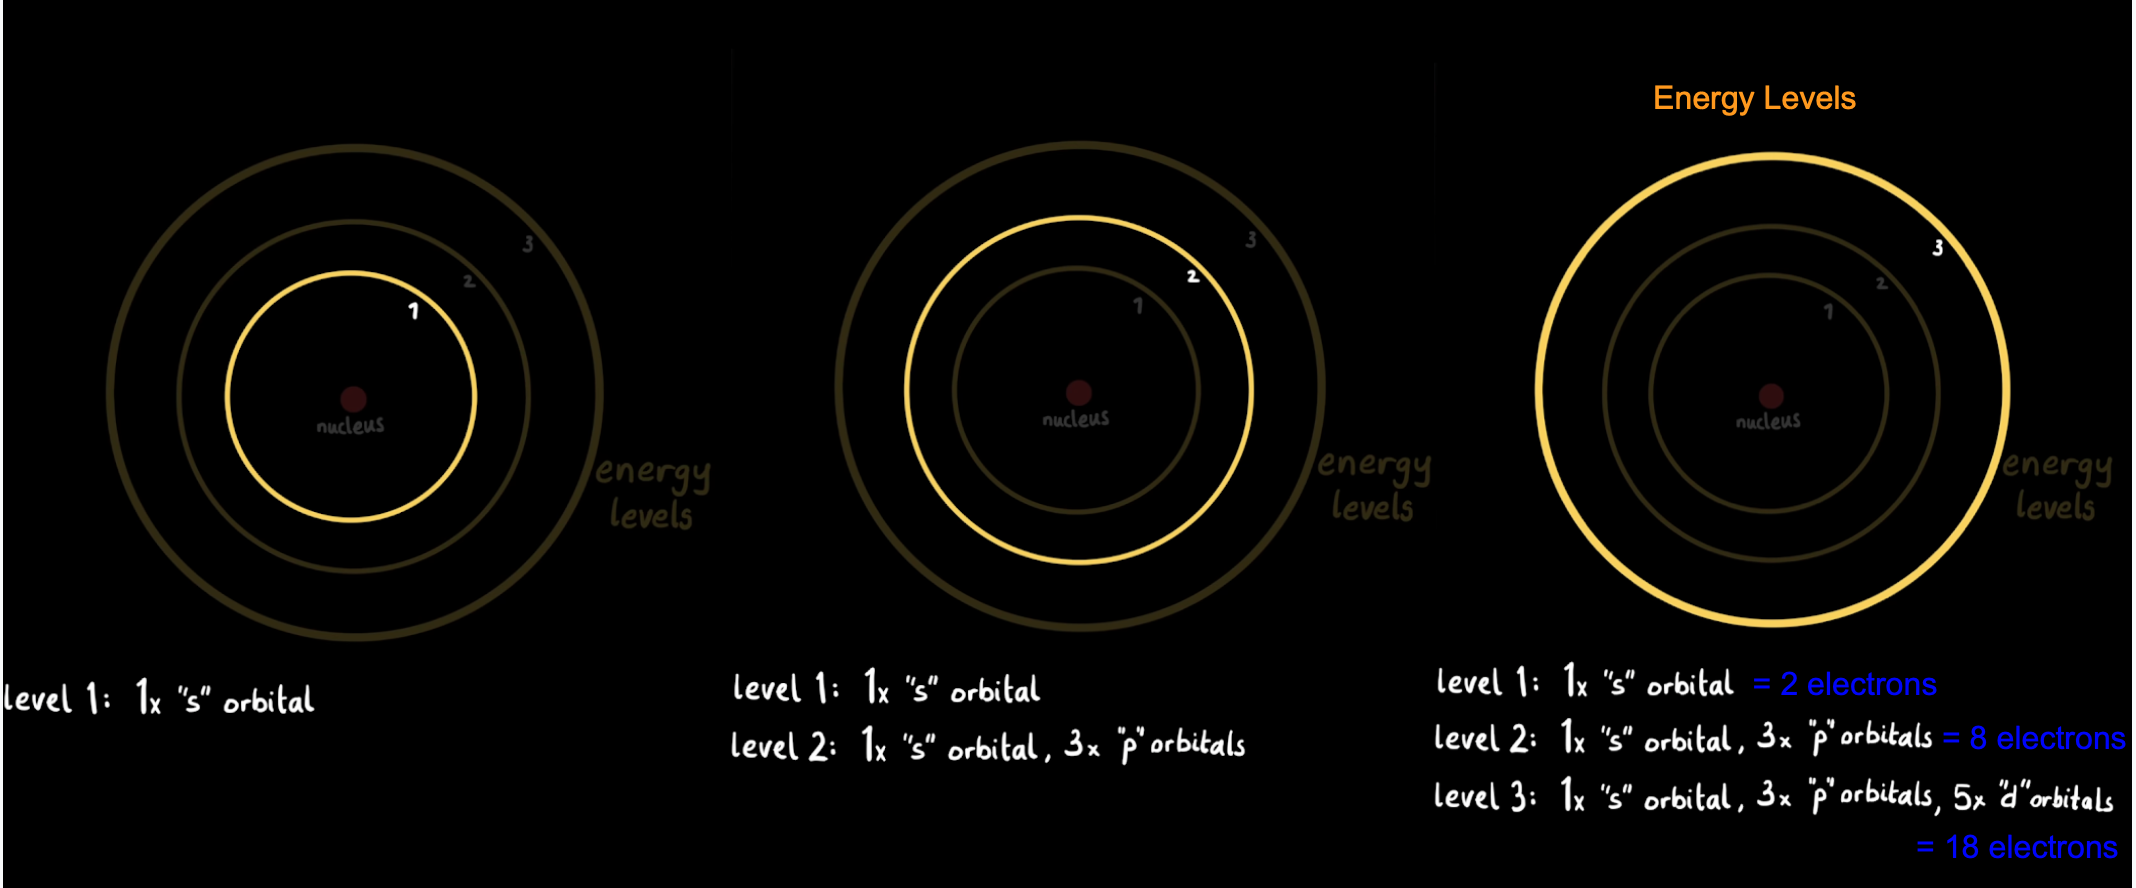 3
2
1
nucleus
energy
levels
level 1: 1x "s" orbital
3
2
1
nucleus
energy
levels
level 1: 1x "s" orbital
level 2: 1x "s" orbital, 3x "p" orbitals
Energy Levels
3
2
1
nucleus
energy
levels
level 1: 1x "s" orbital = 2 electrons
level 2: 1x "s" orbital, 3x "p" orbitals = 8 electrons
level 3: 1x "s" orbital, 3x "p" orbitals, 5x "d" orbitals
= 18 electrons